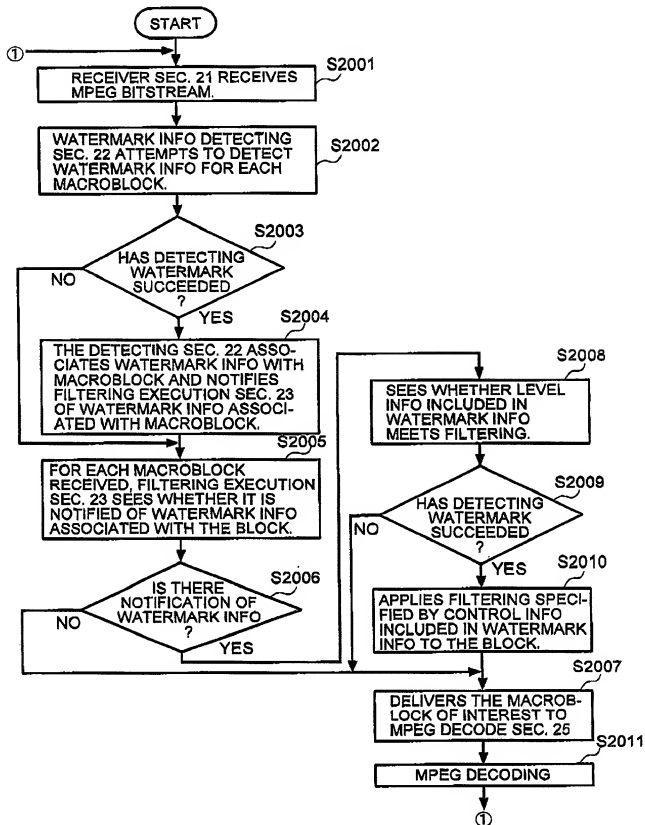 START
①
S2001
RECEIVER SEC. 21 RECEIVES
MPEG BITSTREAM.
S2002
WATERMARK INFO DETECTING
SEC. 22 ATTEMPTS TO DETECT
WATERMARK INFO FOR EACH
MACROBLOCK.
S2003
HAS DETECTING
WATERMARK
SUCCEEDED
?
NO
YES
S2004
THE DETECTING SEC. 22 ASSO-
CIATES WATERMARK INFO WITH
MACROBLOCK AND NOTIFIES
FILTERING EXECUTION SEC. 23
OF WATERMARK INFO ASSOCI-
ATED WITH MACROBLOCK.
S2005
FOR EACH MACROBLOCK
RECEIVED, FILTERING EXECUTION
SEC. 23 SEES WHETHER IT IS
NOTIFIED OF WATERMARK INFO
ASSOCIATED WITH THE BLOCK.
S2006
IS THERE
NOTIFICATION OF
WATERMARK INFO
?
NO
YES
S2008
SEES WHETHER LEVEL
INFO INCLUDED IN
WATERMARK INFO
MEETS FILTERING.
S2009
HAS DETECTING
WATERMARK
SUCCEEDED
?
NO
YES
S2010
APPLIES FILTERING SPECI-
FIED BY CONTROL INFO
INCLUDED IN WATERMARK
INFO TO THE BLOCK.
S2007
DELIVERS THE MACROB-
LOCK OF INTEREST TO
MPEG DECODE SEC. 25
S2011
MPEG DECODING
①